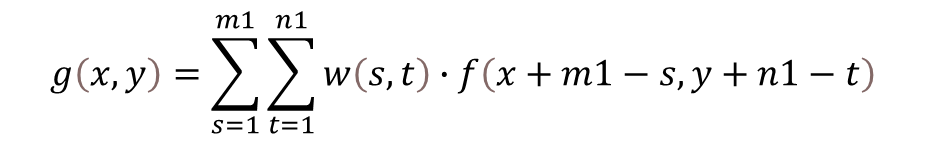 m1 n1
g(x, y) = ∑ ∑ w(s, t) · f(x + m1 − s, y + n1 − t)
s=1 t=1